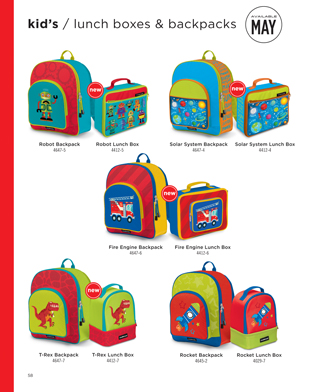 kid's / lunch boxes & backpacks
AVAILABLE
MAY
new
new
Robot Backpack
4647-5
Robot Lunch Box
4412-5
Solar System Backpack
4647-4
Solar System Lunch Box
4412-4
new
Fire Engine Backpack
4647-6
Fire Engine Lunch Box
4412-6
new
T-Rex Backpack
4647-7
T-Rex Lunch Box
4412-7
Rocket Backpack
4645-2
Rocket Lunch Box
4409-7